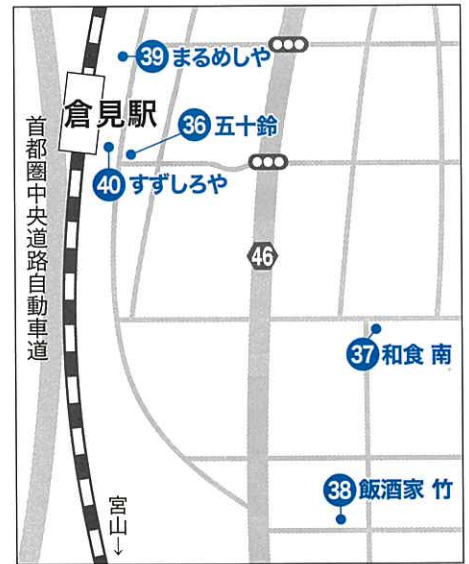 39 まるめしや
倉見駅
36 五十鈴
40 すずしろや
首都圏中央道路自動車道
46
37 和食 南
38 飯酒家 竹
宮山→